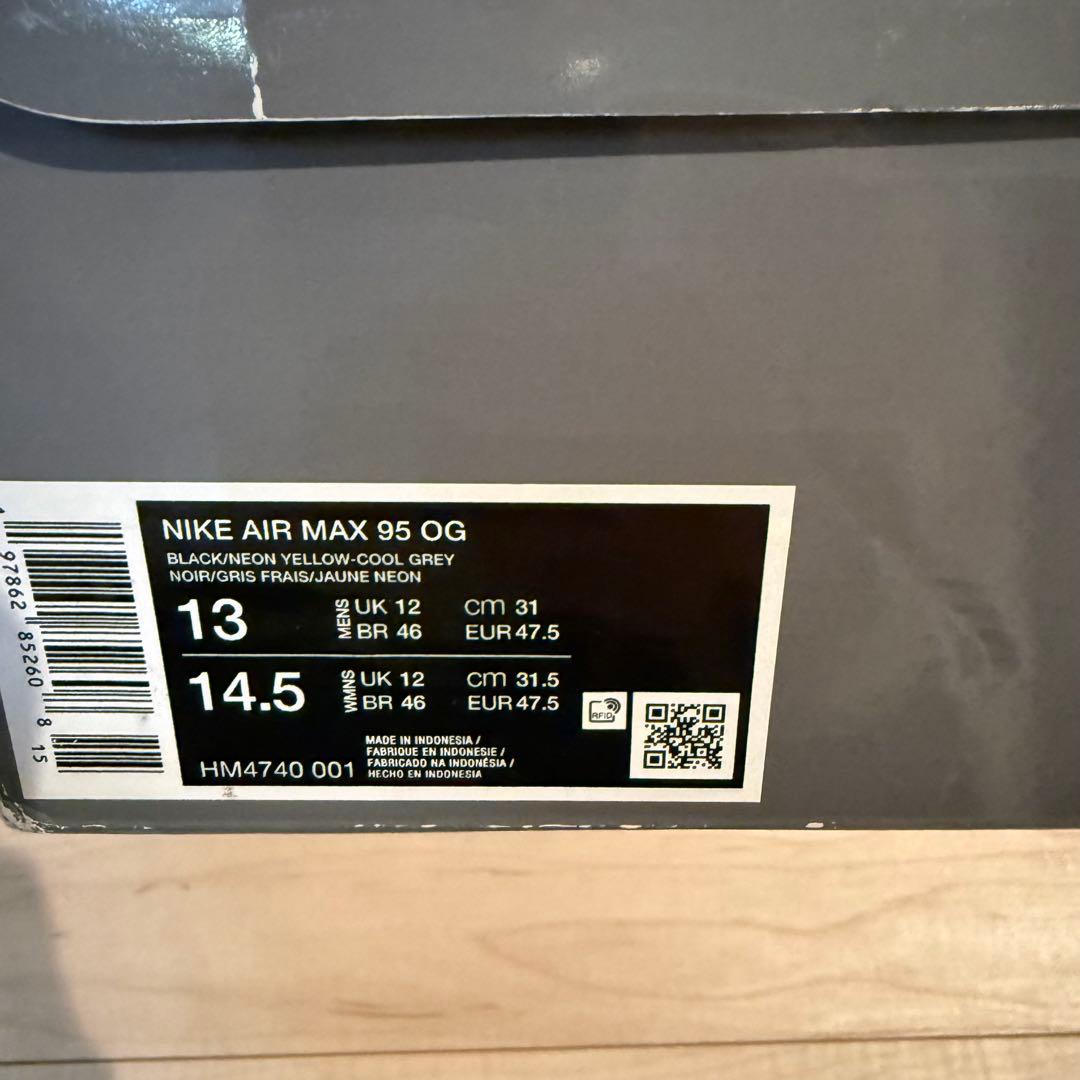 NIKE AIR MAX 95 OG
BLACK/NEON YELLOW-COOL GREY
NOIR/GRIS FRAIS/JAUNE NEON
13 MENS UK 12 CM 31
BR 46 EUR 47.5
14.5 WMNS UK 12 CM 31.5
BR 46 EUR 47.5
RFID
MADE IN INDONESIA /
FABRIQUE EN INDONESIE /
FABRICADO NA INDONÉSIA /
HECHO EN INDONESIA
HM4740 001
97862 85260 8 15